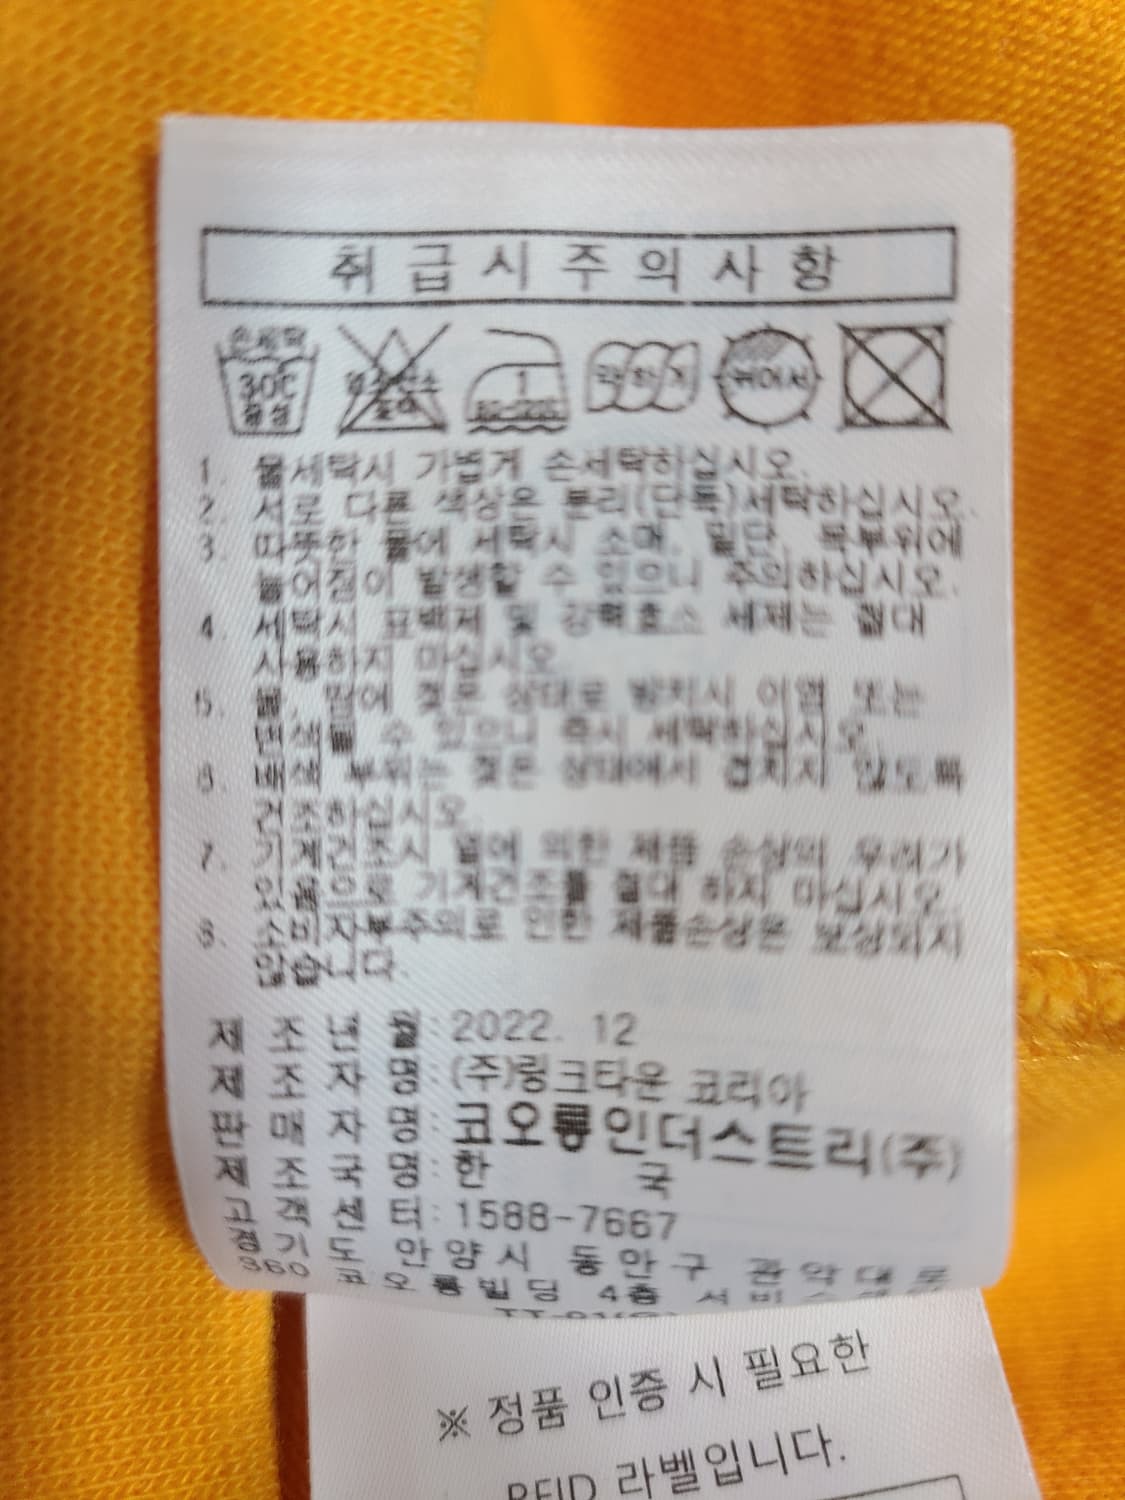 취급시주의사항
손세탁
30℃
중성
염소표백
1
약하게
뉘어서
1. 물세탁시 가볍게 손세탁하십시오.
2. 서로 다른 색상은 분리(단독)세탁하십시오.
3. 따뜻한 물에 세탁시 소매, 밑단, 목부위에
늘어짐이 발생할 수 있으니 주의하십시오.
4. 세탁시 표백제 및 강력효소 세제는 절대
사용하지 마십시오.
5. 물, 땀에 젖은 상태로 방치시 이염 또는
변색될 수 있으니 즉시 세탁하십시오.
6. 배색 부위는 젖은 상태에서 겹치지 않도록
건조하십시오.
7. 기계건조시 열에 의한 제품 손상의 우려가
있음으로 기계건조를 절대 하지 마십시오.
8. 소비자부주의로 인한 제품손상은 보상되지
않습니다.
제조년월: 2022. 12
제조자명: (주)링크타운 코리아
판매자명: 코오롱인더스트리(주)
제조국명: 한 국
고객센터: 1588-7667
경기도 안양시 동안구 관악대로
360 코오롱빌딩 4층
※ 정품 인증 시 필요한
RFID 라벨입니다.